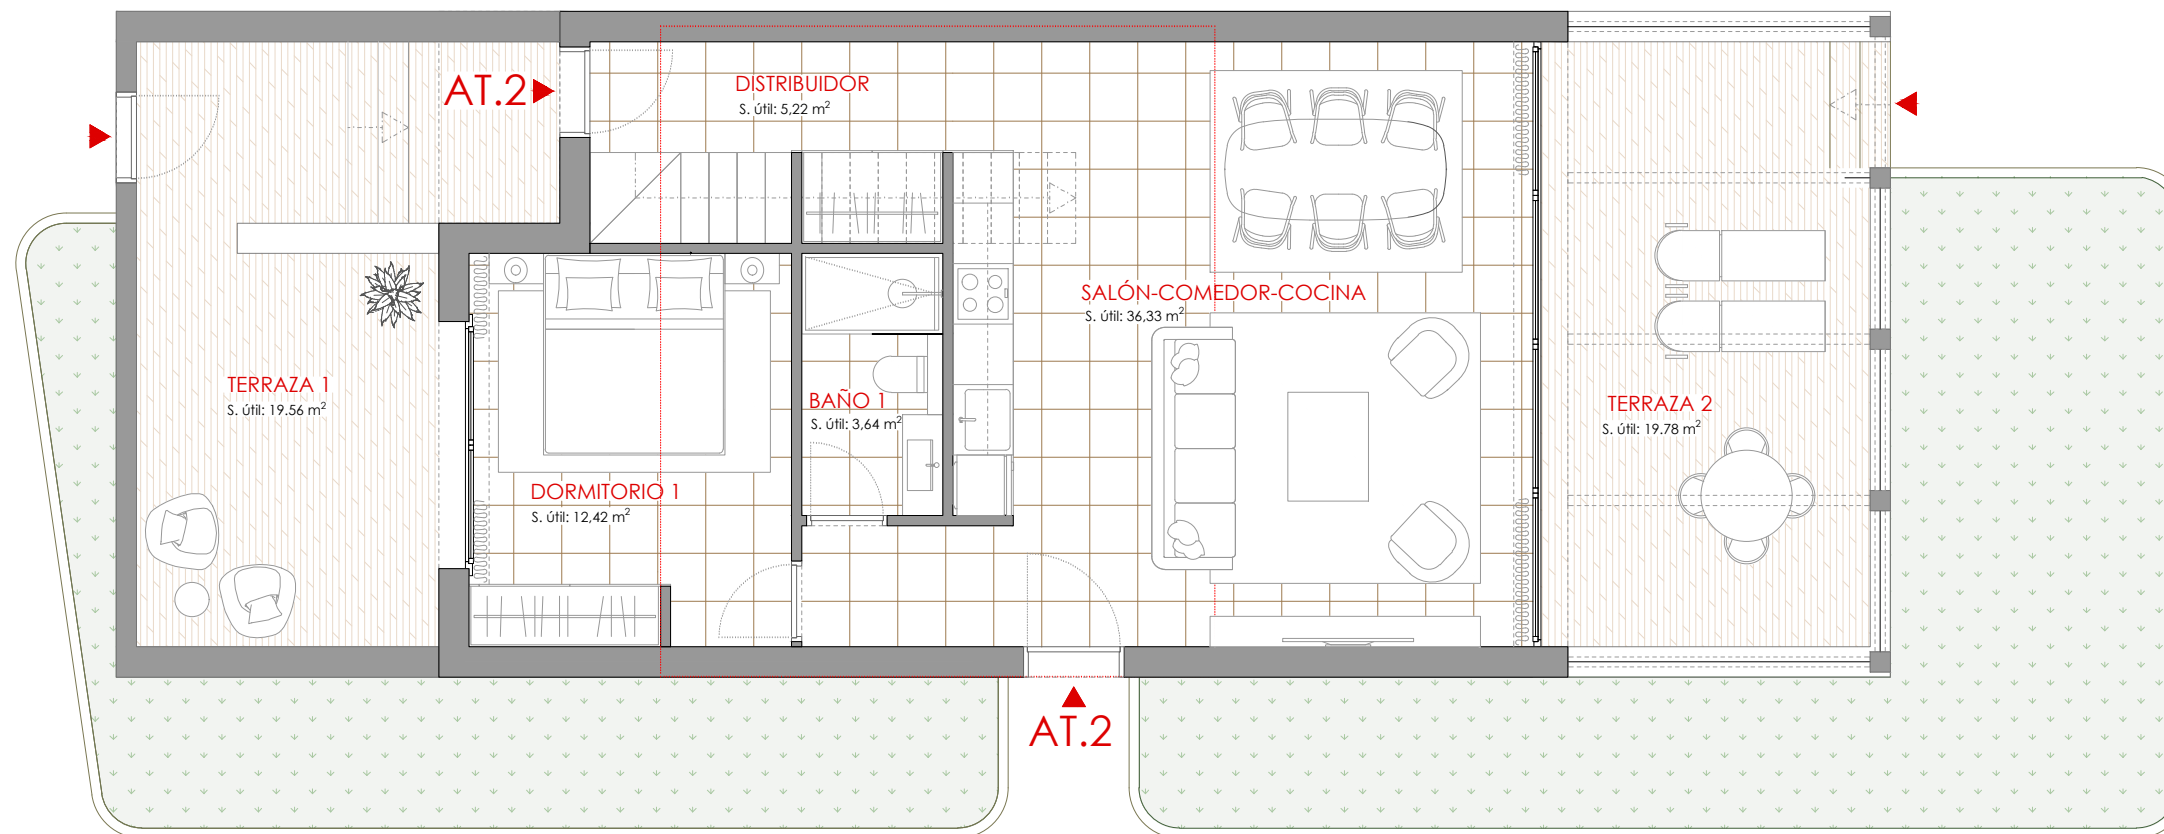 AT.2
DISTRIBUIDOR
S. útil: 5,22 m²
SALÓN-COMEDOR-COCINA
S. útil: 36,33 m²
TERRAZA 1
S. útil: 19.56 m²
BAÑO 1
S. útil: 3,64 m²
TERRAZA 2
S. útil: 19.78 m²
DORMITORIO 1
S. útil: 12,42 m²
AT.2